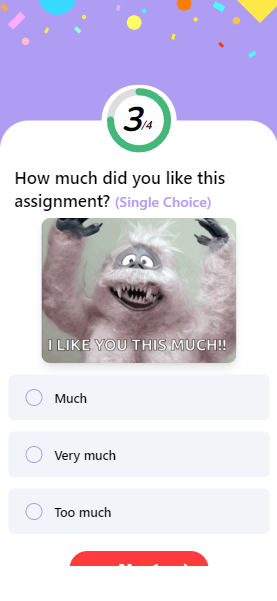 3/4
How much did you like this
assignment? (Single Choice)
I LIKE YOU THIS MUCH!!
Much
Very much
Too much